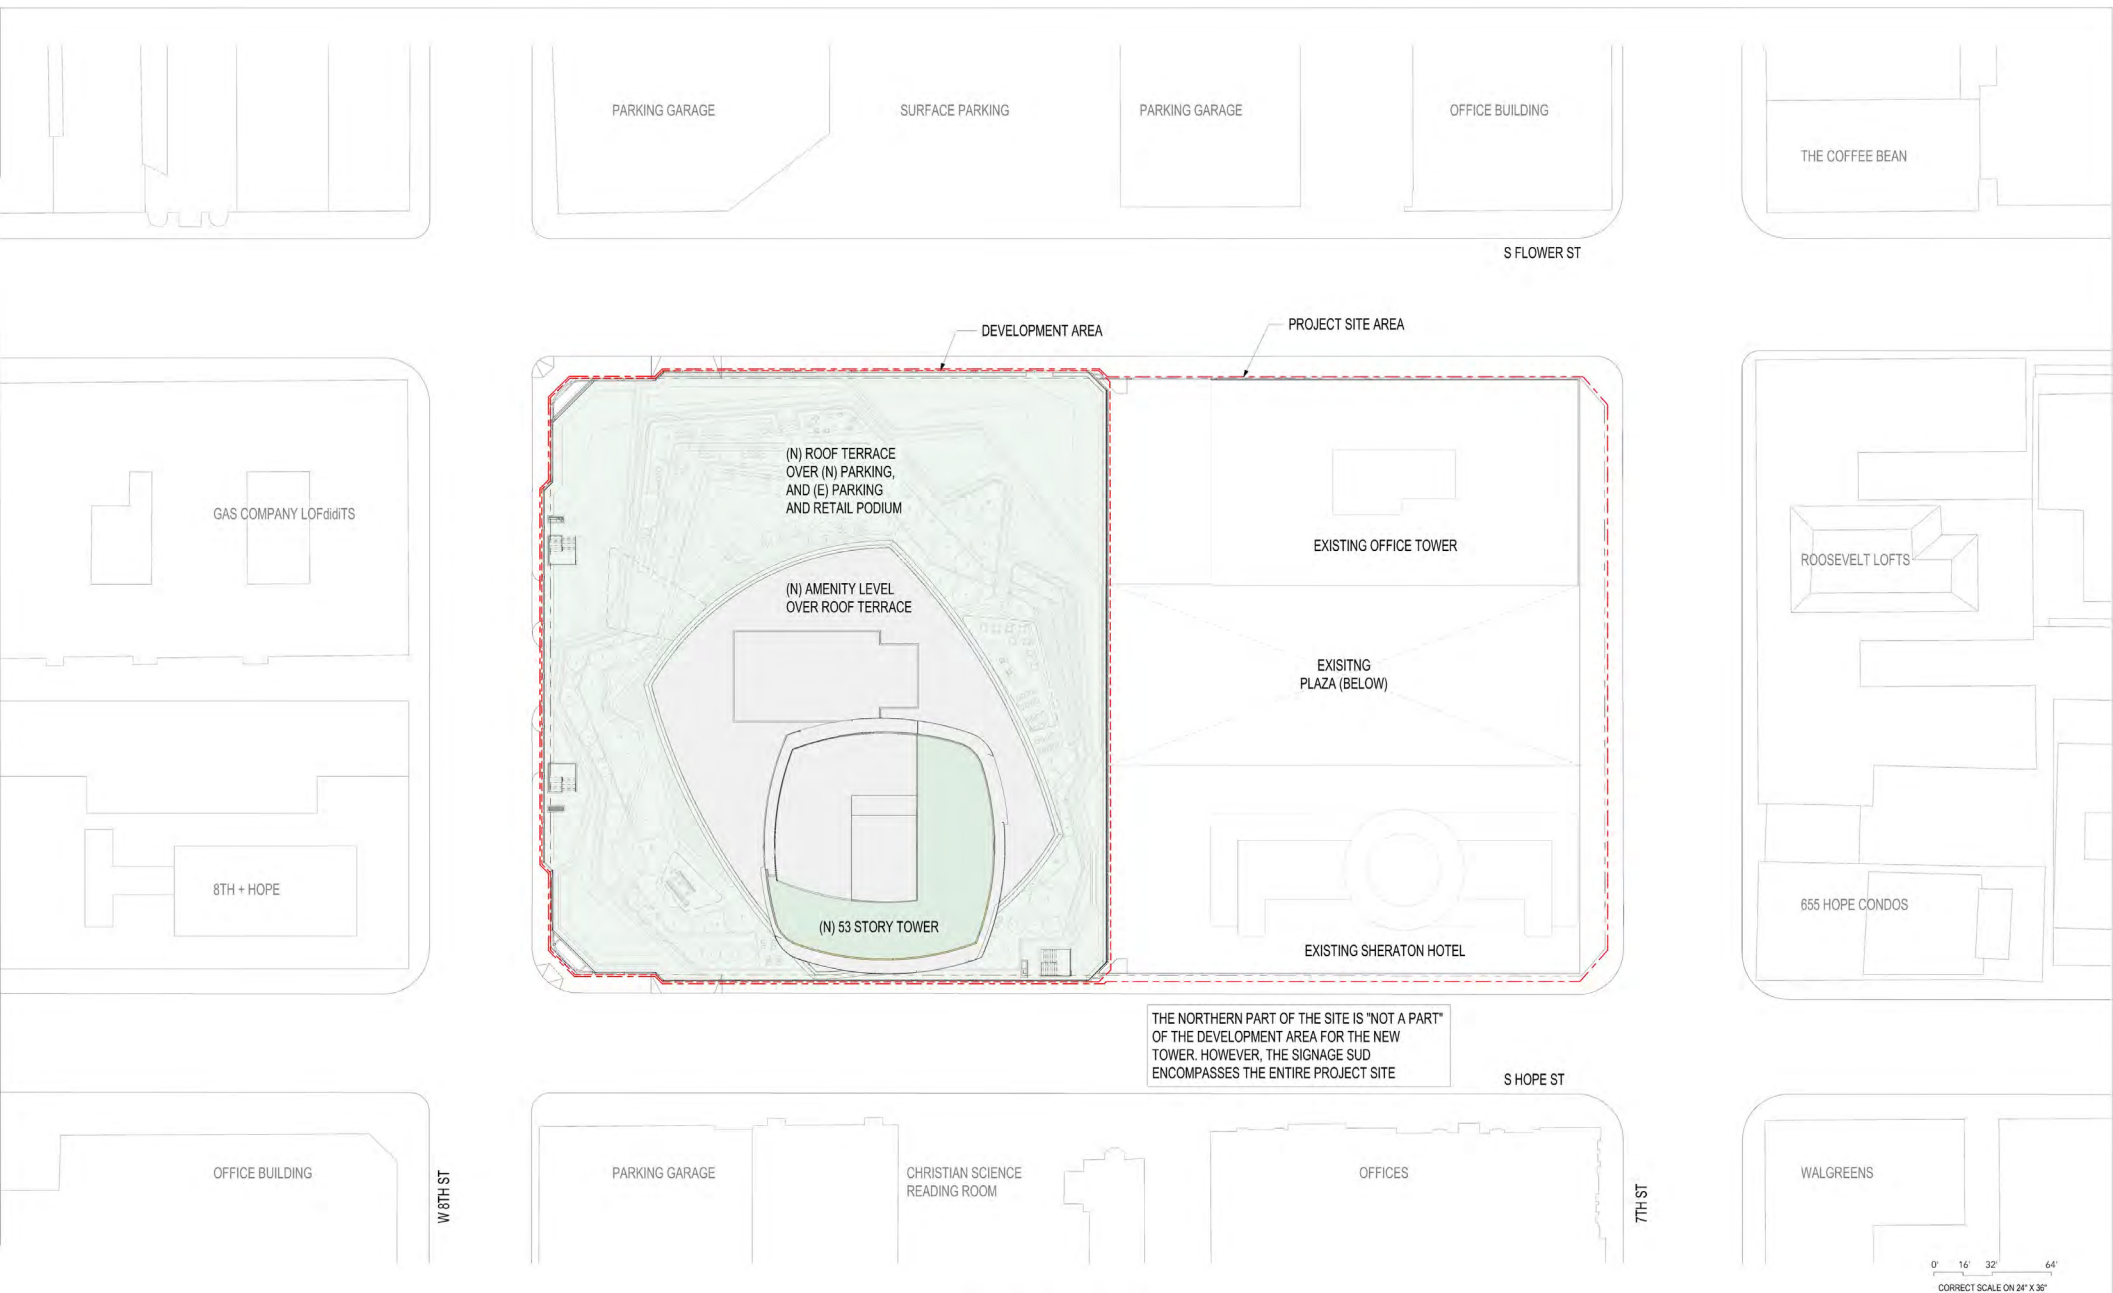 PARKING GARAGE
SURFACE PARKING
PARKING GARAGE
OFFICE BUILDING
THE COFFEE BEAN
S FLOWER ST
DEVELOPMENT AREA
PROJECT SITE AREA
(N) ROOF TERRACE
OVER (N) PARKING,
AND (E) PARKING
AND RETAIL PODIUM
GAS COMPANY LOFdidiTS
EXISTING OFFICE TOWER
ROOSEVELT LOFTS
(N) AMENITY LEVEL
OVER ROOF TERRACE
EXISITNG
PLAZA (BELOW)
8TH + HOPE
655 HOPE CONDOS
(N) 53 STORY TOWER
EXISTING SHERATON HOTEL
THE NORTHERN PART OF THE SITE IS "NOT A PART"
OF THE DEVELOPMENT AREA FOR THE NEW
TOWER. HOWEVER, THE SIGNAGE SUD
ENCOMPASSES THE ENTIRE PROJECT SITE
S HOPE ST
OFFICE BUILDING
W 8TH ST
PARKING GARAGE
CHRISTIAN SCIENCE
READING ROOM
OFFICES
7TH ST
WALGREENS
0' 16' 32' 64'
CORRECT SCALE ON 24" X 36"